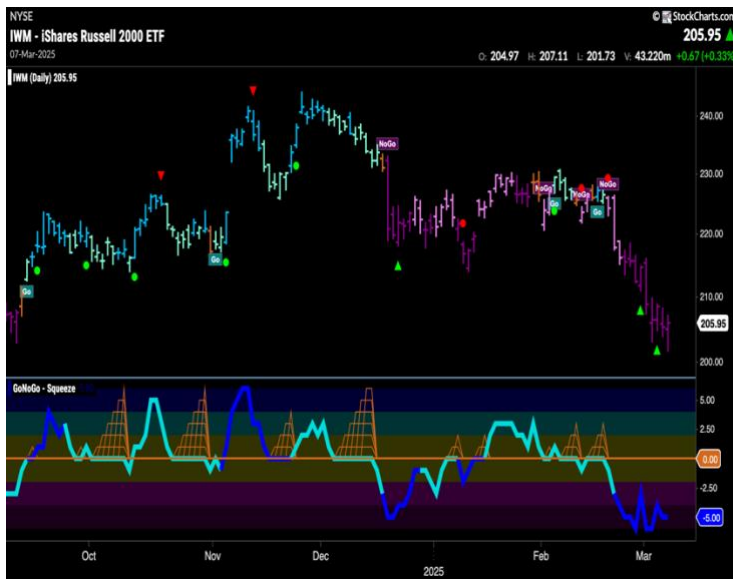 NYSE
© StockCharts.com
IWM - iShares Russell 2000 ETF
205.95
07-Mar-2025
O: 204.97 H: 207.11 L: 201.73 V: 43.220m +0.67 (+0.33%)
IWM (Daily) 205.95
240.00
NoGo
230.00
NoGo
NoGo
NoGo
Go
Go
220.00
Go
Go
210.00
205.95
200.00
GoNoGo - Squeeze
5.00
2.50
0.00
-2.50
-5.00
Oct
Nov
Dec
Feb
Mar
2025